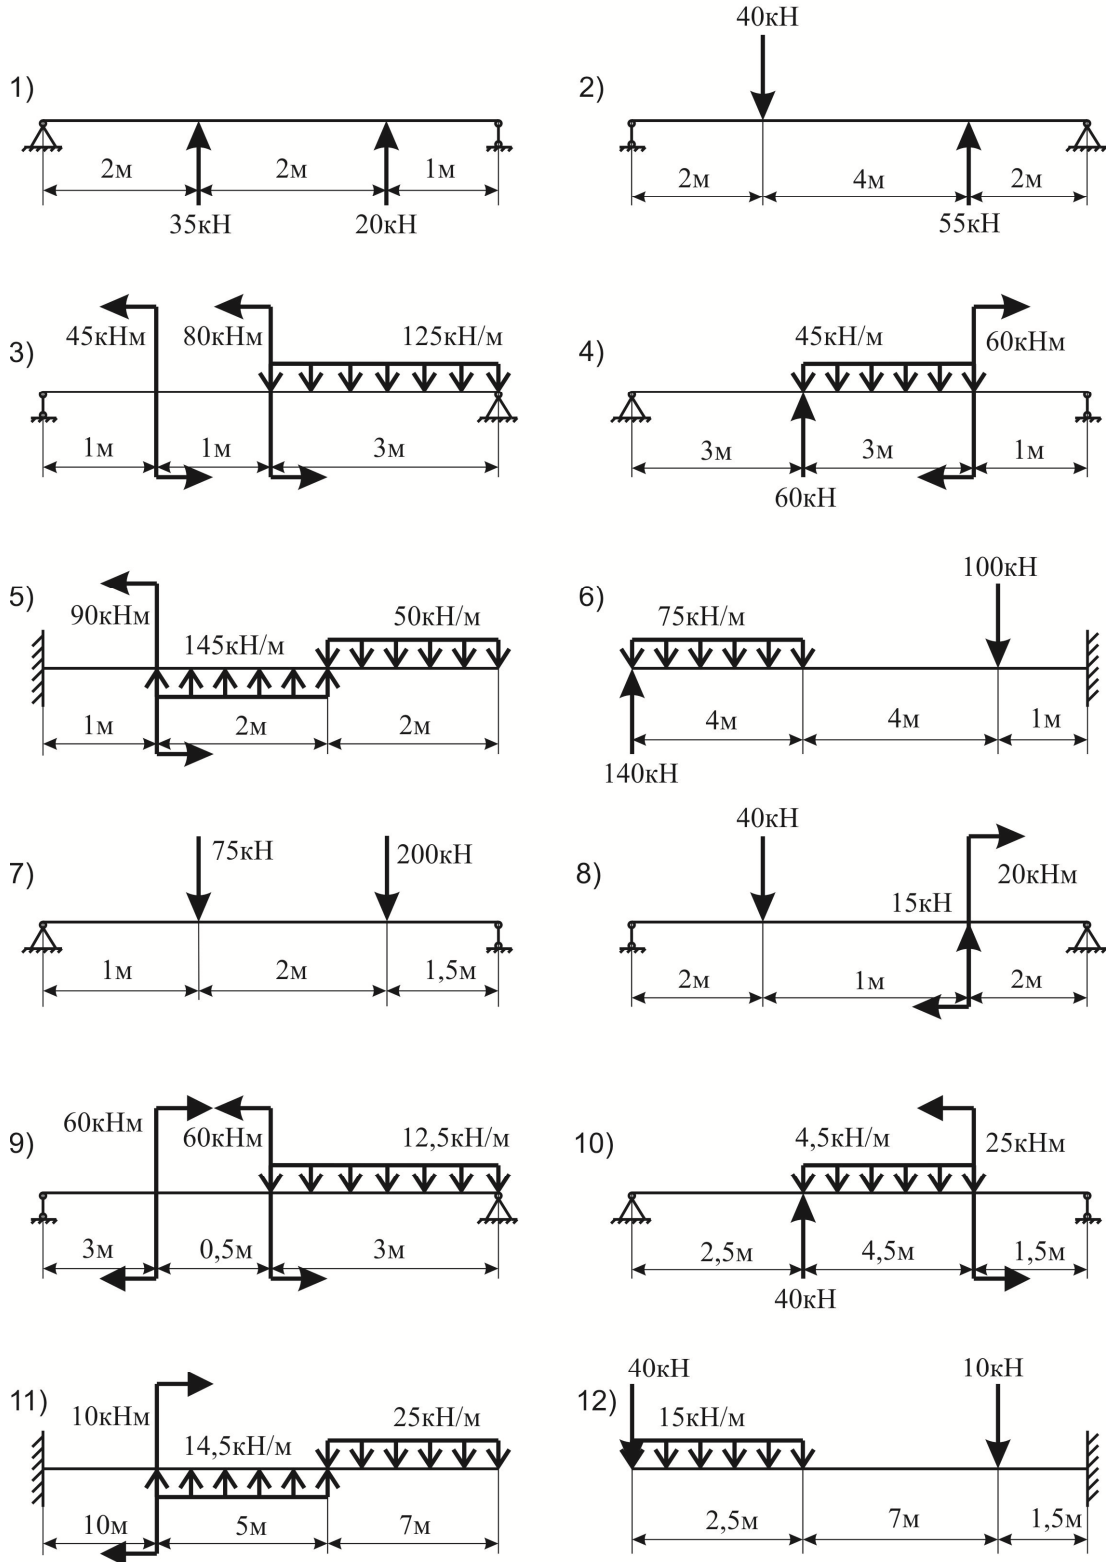 1)
2м
2м
1м
35кН
20кН
2)
40кН
2м
4м
2м
55кН
3)
45кНм
80кНм
125кН/м
1м
1м
3м
4)
45кН/м
60кНм
3м
3м
1м
60кН
5)
90кНм
145кН/м
50кН/м
1м
2м
2м
6)
75кН/м
100кН
4м
4м
1м
140кН
7)
75кН
200кН
1м
2м
1,5м
8)
40кН
15кН
20кНм
2м
1м
2м
9)
60кНм
60кНм
12,5кН/м
3м
0,5м
3м
10)
4,5кН/м
25кНм
2,5м
4,5м
1,5м
40кН
11)
10кНм
14,5кН/м
25кН/м
10м
5м
7м
12)
40кН
15кН/м
10кН
2,5м
7м
1,5м